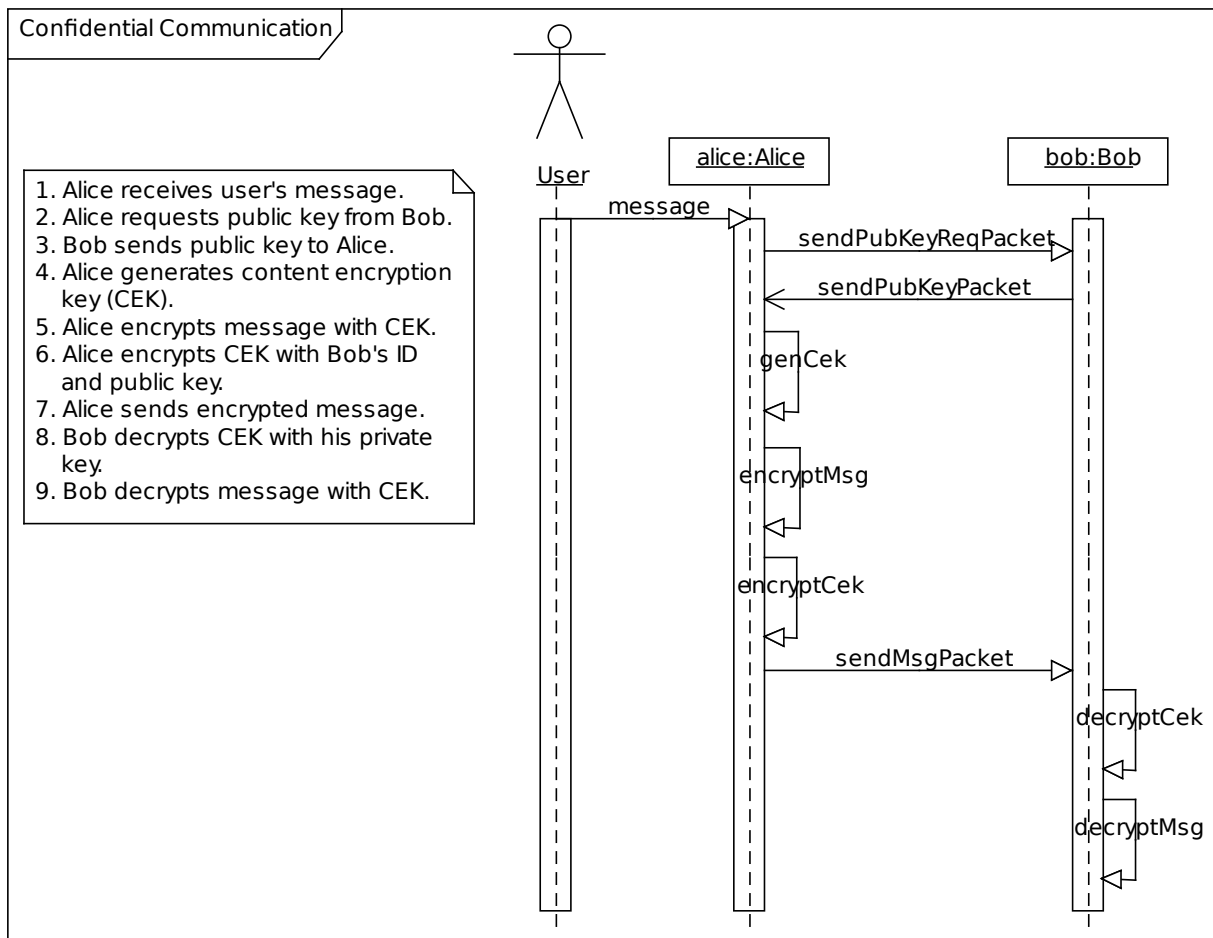 Confidential Communication
User
alice:Alice
bob:Bob
1. Alice receives user's message.
2. Alice requests public key from Bob.
3. Bob sends public key to Alice.
4. Alice generates content encryption
key (CEK).
5. Alice encrypts message with CEK.
6. Alice encrypts CEK with Bob's ID
and public key.
7. Alice sends encrypted message.
8. Bob decrypts CEK with his private
key.
9. Bob decrypts message with CEK.
message
sendPubKeyReqPacket
sendPubKeyPacket
genCek
encryptMsg
encryptCek
sendMsgPacket
decryptCek
decryptMsg